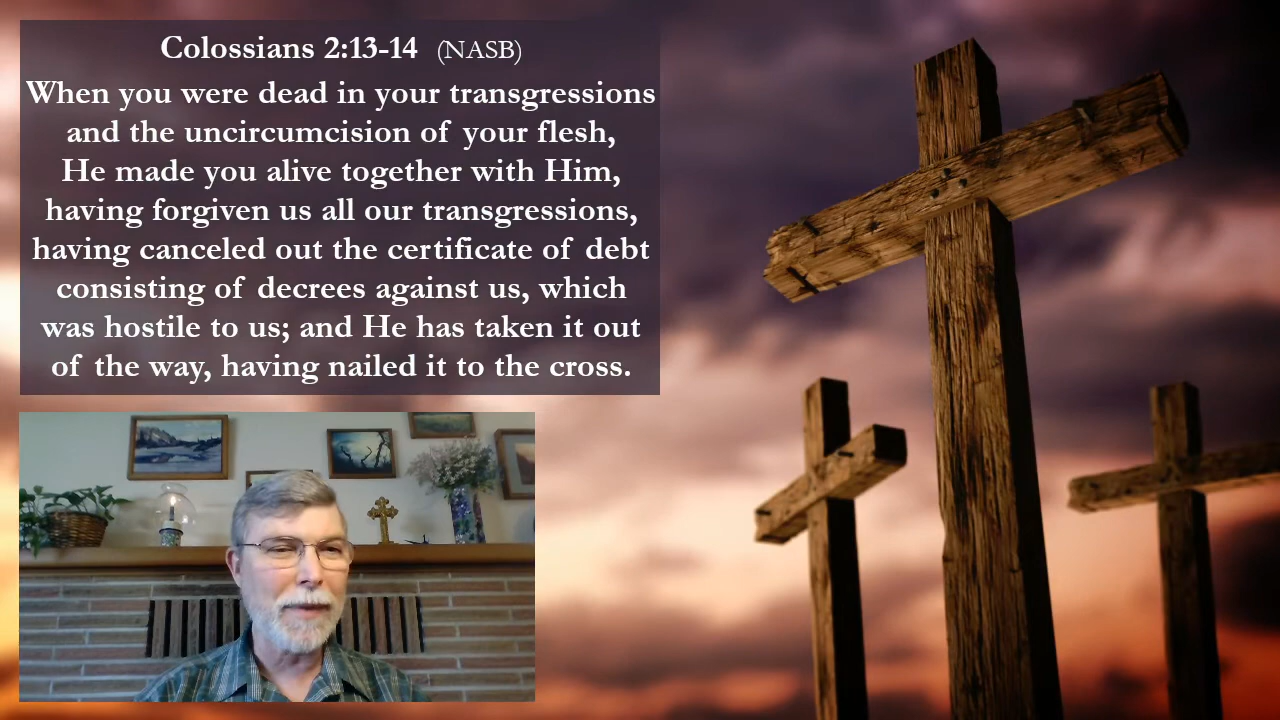 Colossians 2:13-14 (NASB)
When you were dead in your transgressions
and the uncircumcision of your flesh,
He made you alive together with Him,
having forgiven us all our transgressions,
having canceled out the certificate of debt
consisting of decrees against us, which
was hostile to us; and He has taken it out
of the way, having nailed it to the cross.